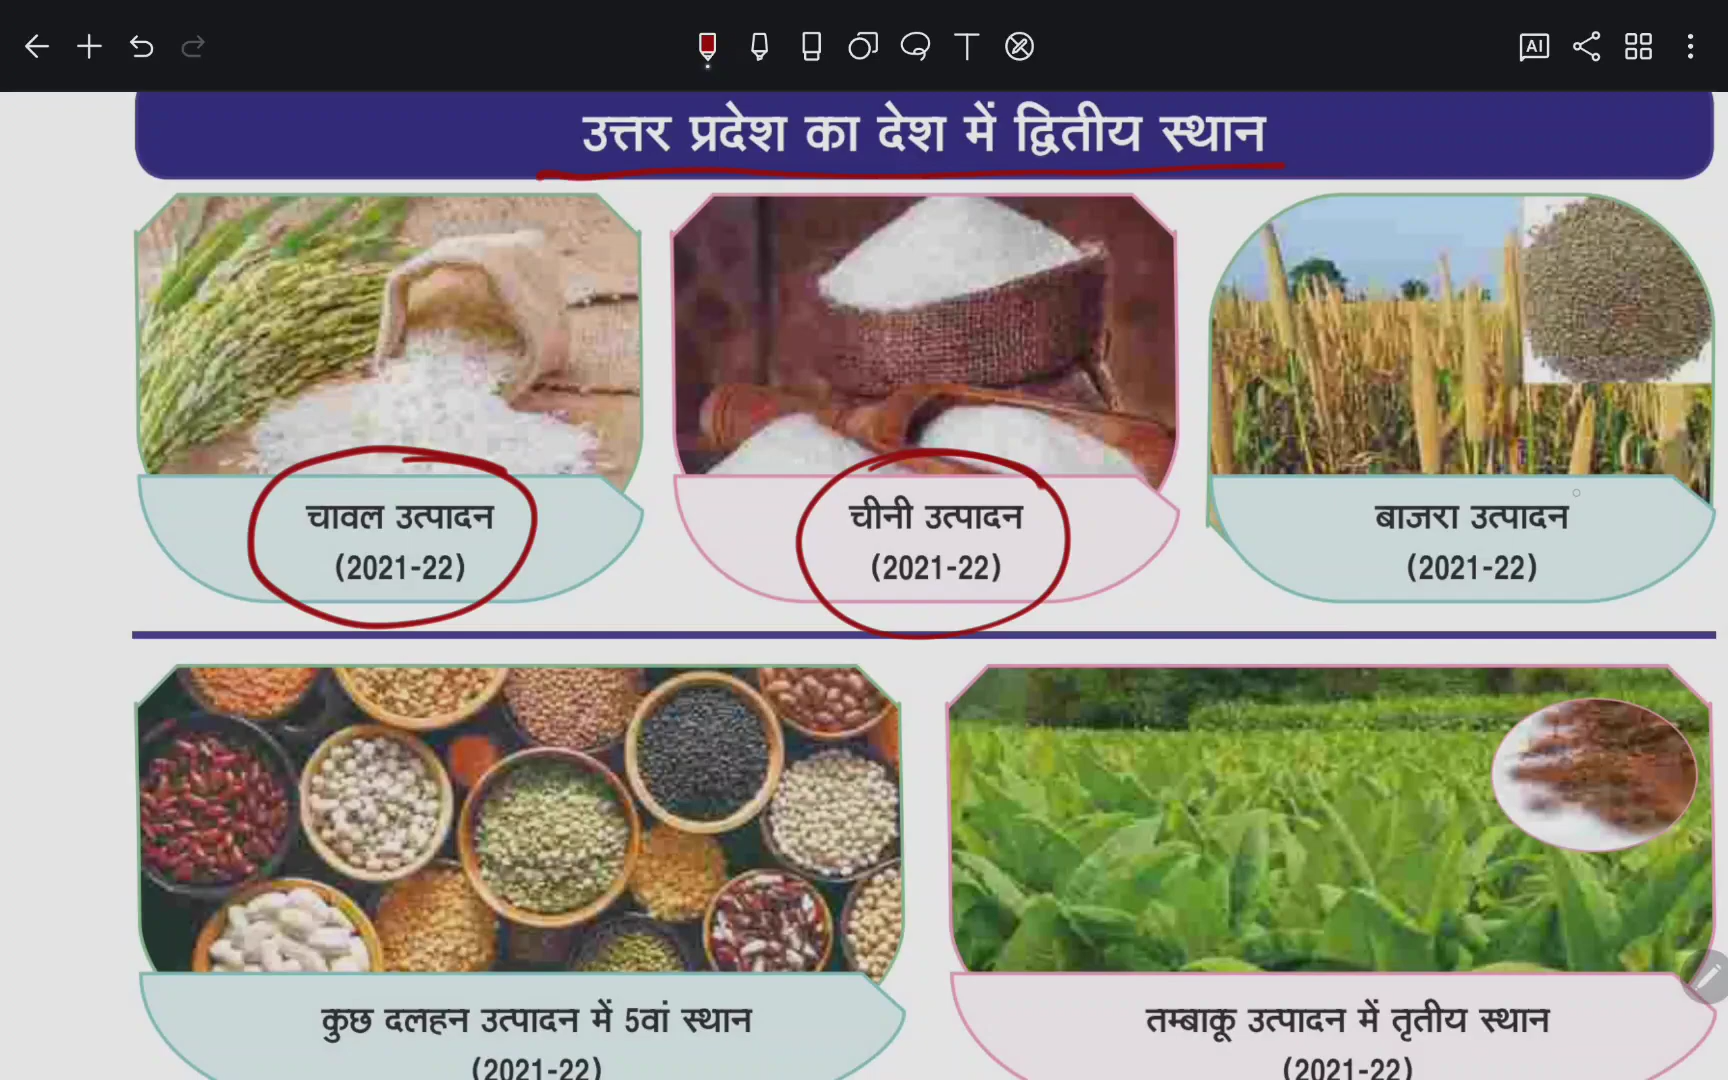 AI
उत्तर प्रदेश का देश में द्वितीय स्थान
चावल उत्पादन
(2021-22)
चीनी उत्पादन
(2021-22)
बाजरा उत्पादन
(2021-22)
कुछ दलहन उत्पादन में 5वां स्थान
(2021-22)
तम्बाकू उत्पादन में तृतीय स्थान
(2021-22)